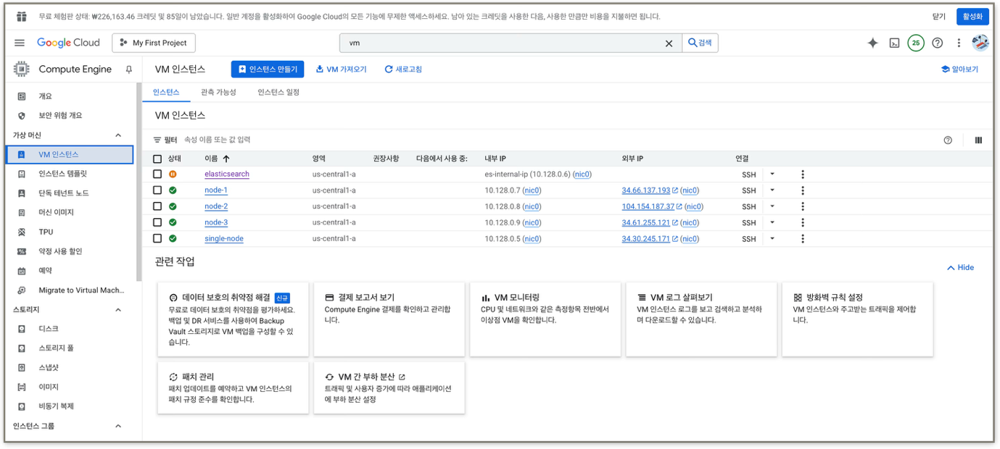 무료 체험판 상태: ₩226,163.46 크레딧 및 85일이 남았습니다. 일반 계정을 활성화하여 Google Cloud의 모든 기능에 무제한 액세스하세요. 남아 있는 크레딧을 사용한 다음, 사용한 만큼만 비용을 지불하면 됩니다.
닫기
활성화
Google Cloud
My First Project
vm
검색
25
Compute Engine
VM 인스턴스
인스턴스 만들기
VM 가져오기
새로고침
알아보기
개요
보안 위험 개요
가상 머신
VM 인스턴스
인스턴스 템플릿
단독 테넌트 노드
머신 이미지
TPU
약정 사용 할인
예약
Migrate to Virtual Mach...
스토리지
디스크
스토리지 풀
스냅샷
이미지
비동기 복제
인스턴스 그룹
인스턴스 관측 가능성 인스턴스 일정
VM 인스턴스
필터 속성 이름 또는 값 입력
상태 이름 영역 권장사항 다음에서 사용 중: 내부 IP 외부 IP 연결
elasticsearch us-central1-a es-internal-ip (10.128.0.6) (nic0) SSH
node-1 us-central1-a 10.128.0.7 (nic0) 34.66.137.193 (nic0) SSH
node-2 us-central1-a 10.128.0.8 (nic0) 104.154.187.37 (nic0) SSH
node-3 us-central1-a 10.128.0.9 (nic0) 34.61.255.121 (nic0) SSH
single-node us-central1-a 10.128.0.5 (nic0) 34.30.245.171 (nic0) SSH
관련 작업
Hide
데이터 보호의 취약점 해결 신규
무료로 데이터 보호의 취약점을 평가하세요.
백업 및 DR 서비스를 사용하여 Backup
Vault 스토리지로 VM 백업을 구성할 수 있
습니다.
결제 보고서 보기
Compute Engine 결제를 확인하고 관리합
니다.
VM 모니터링
CPU 및 네트워크와 같은 측정항목 전반에서
이상점 VM을 확인합니다.
VM 로그 살펴보기
VM 인스턴스 로그를 보고 검색하고 분석하
며 다운로드할 수 있습니다.
방화벽 규칙 설정
VM 인스턴스와 주고받는 트래픽을 제어합
니다.
패치 관리
패치 업데이트를 예약하고 VM 인스턴스의
패치 규정 준수를 확인합니다.
VM 간 부하 분산
트래픽 및 사용자 증가에 따라 애플리케이션
에 부하 분산 설정